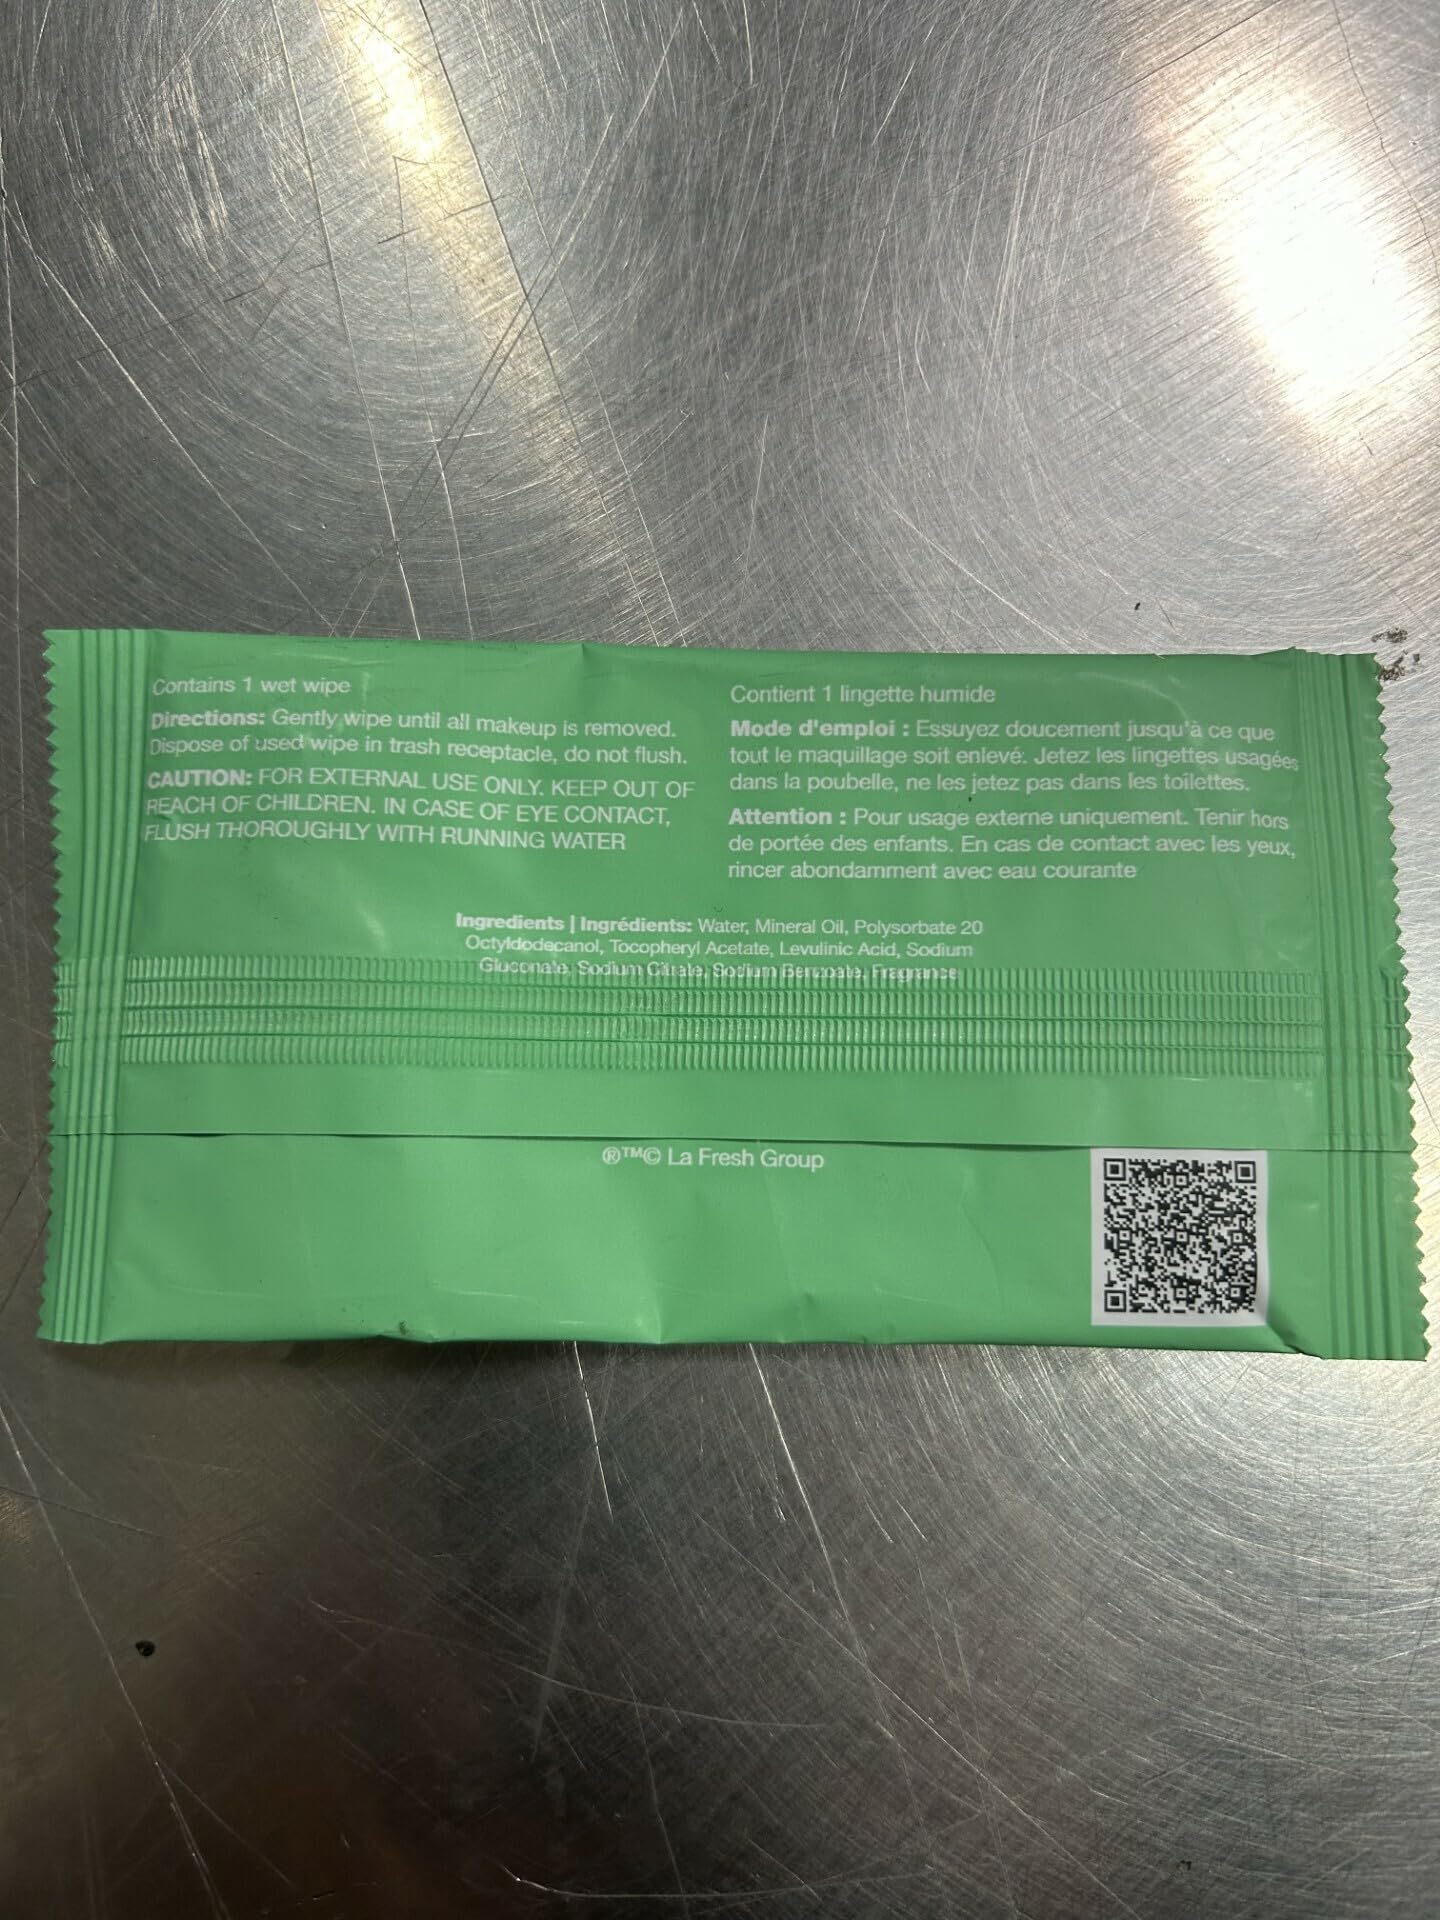 Contains 1 wet wipe
Directions: Gently wipe until all makeup is removed.
Dispose of used wipe in trash receptacle, do not flush.
CAUTION: FOR EXTERNAL USE ONLY. KEEP OUT OF
REACH OF CHILDREN. IN CASE OF EYE CONTACT,
FLUSH THOROUGHLY WITH RUNNING WATER
Contient 1 lingette humide
Mode d'emploi : Essuyez doucement jusqu'à ce que
tout le maquillage soit enlevé. Jetez les lingettes usagées
dans la poubelle, ne les jetez pas dans les toilettes.
Attention : Pour usage externe uniquement. Tenir hors
de portée des enfants. En cas de contact avec les yeux,
rincer abondamment avec eau courante
Ingredients | Ingrédients: Water, Mineral Oil, Polysorbate 20
Octyldodecanol, Tocopheryl Acetate, Levulinic Acid, Sodium
Gluconate, Sodium Citrate, Sodium Benzoate, Fragrance
®™© La Fresh Group